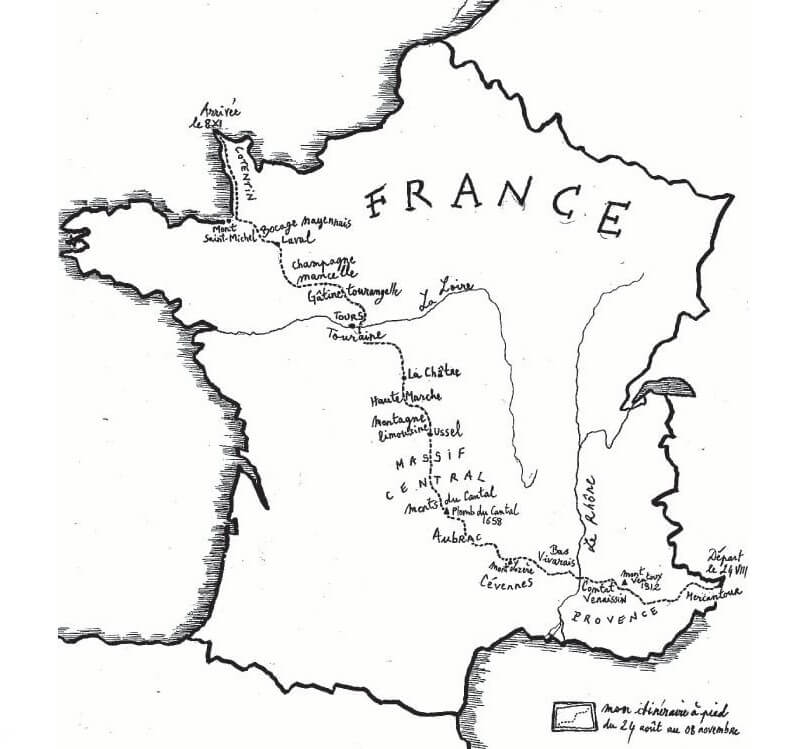 Arrivée
le 8 XI
COTENTIN
FRANCE
Mont
Saint-Michel
Bocage Mayennais
Laval
Champagne
mancelle
Gâtines tourangelle
La Loire
TOURS
Touraine
La Châtre
Haute Marche
Montagne
limousine
Ussel
MASSIF
CENTRAL
Monts du Cantal
Plomb du Cantal
1858
AUBRAC
Mont Lozère
Cévennes
Bas
Vivarais
Le Rhône
Comtat
Venaissin
Mont
Ventoux
1912
PROVENCE
Départ
le 24 VIII
Mercantour
mon itinéraire à pied
du 24 août au 08 novembre